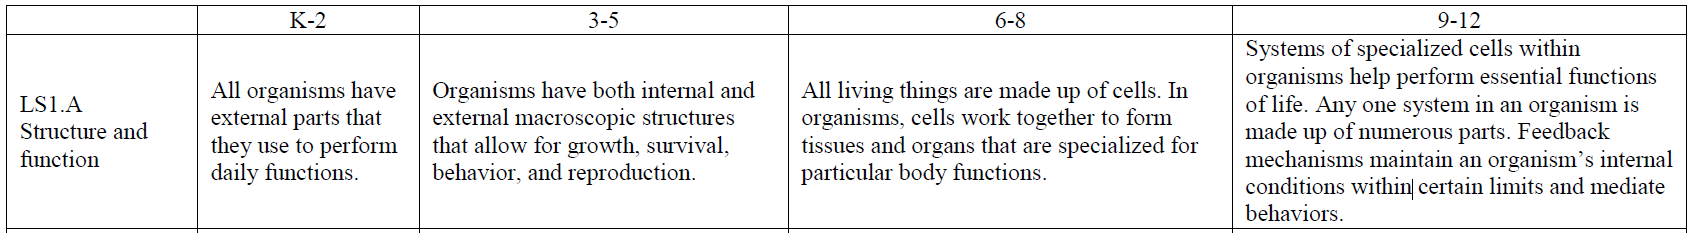 K-2
3-5
6-8
9-12
LS1.A
Structure and
function
All organisms have
external parts that
they use to perform
daily functions.
Organisms have both internal and
external macroscopic structures
that allow for growth, survival,
behavior, and reproduction.
All living things are made up of cells. In
organisms, cells work together to form
tissues and organs that are specialized for
particular body functions.
Systems of specialized cells within
organisms help perform essential functions
of life. Any one system in an organism is
made up of numerous parts. Feedback
mechanisms maintain an organism’s internal
conditions within certain limits and mediate
behaviors.